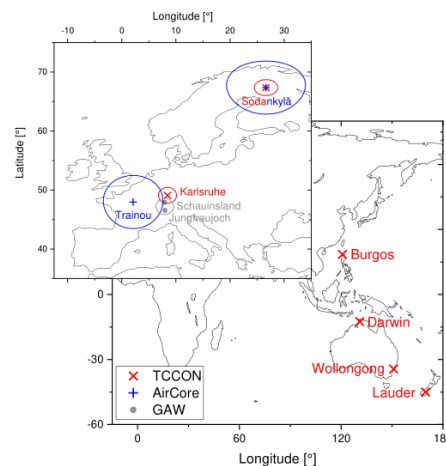 Longitude [°]
-10 0 10 20 30
70
60
50
40
Latitude [°]
Sodankylä
Karlsruhe
Trainou
Schauinsland
Jungfraujoch
Burgos
0
Darwin
-30
Wollongong
Lauder
-60
TCCON
AirCore
GAW
0 60 120 18
Longitude [°]